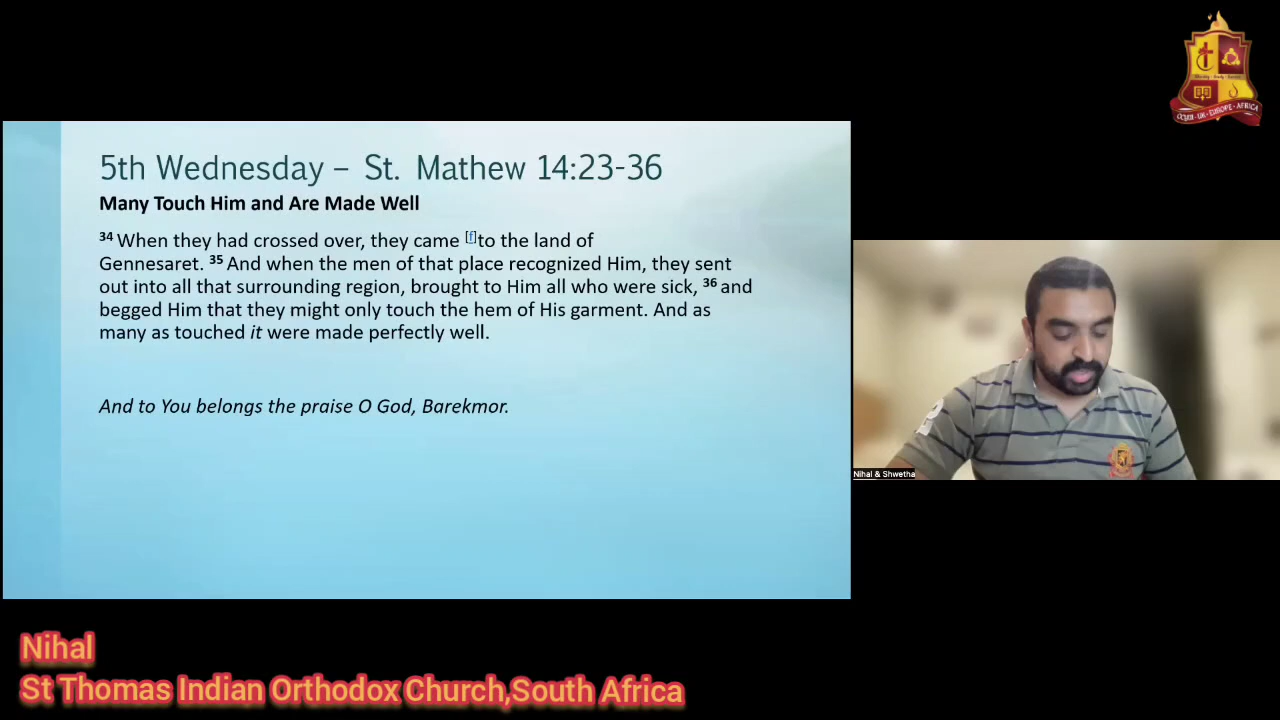 5th Wednesday – St. Mathew 14:23-36
Many Touch Him and Are Made Well
34 When they had crossed over, they came [f]to the land of
Gennesaret. 35 And when the men of that place recognized Him, they sent
out into all that surrounding region, brought to Him all who were sick, 36 and
begged Him that they might only touch the hem of His garment. And as
many as touched it were made perfectly well.
And to You belongs the praise O God, Barekmor.
OCYM - UK - EUROPE - AFRICA
Nihal & Shwetha
Nihal
St Thomas Indian Orthodox Church,South Africa